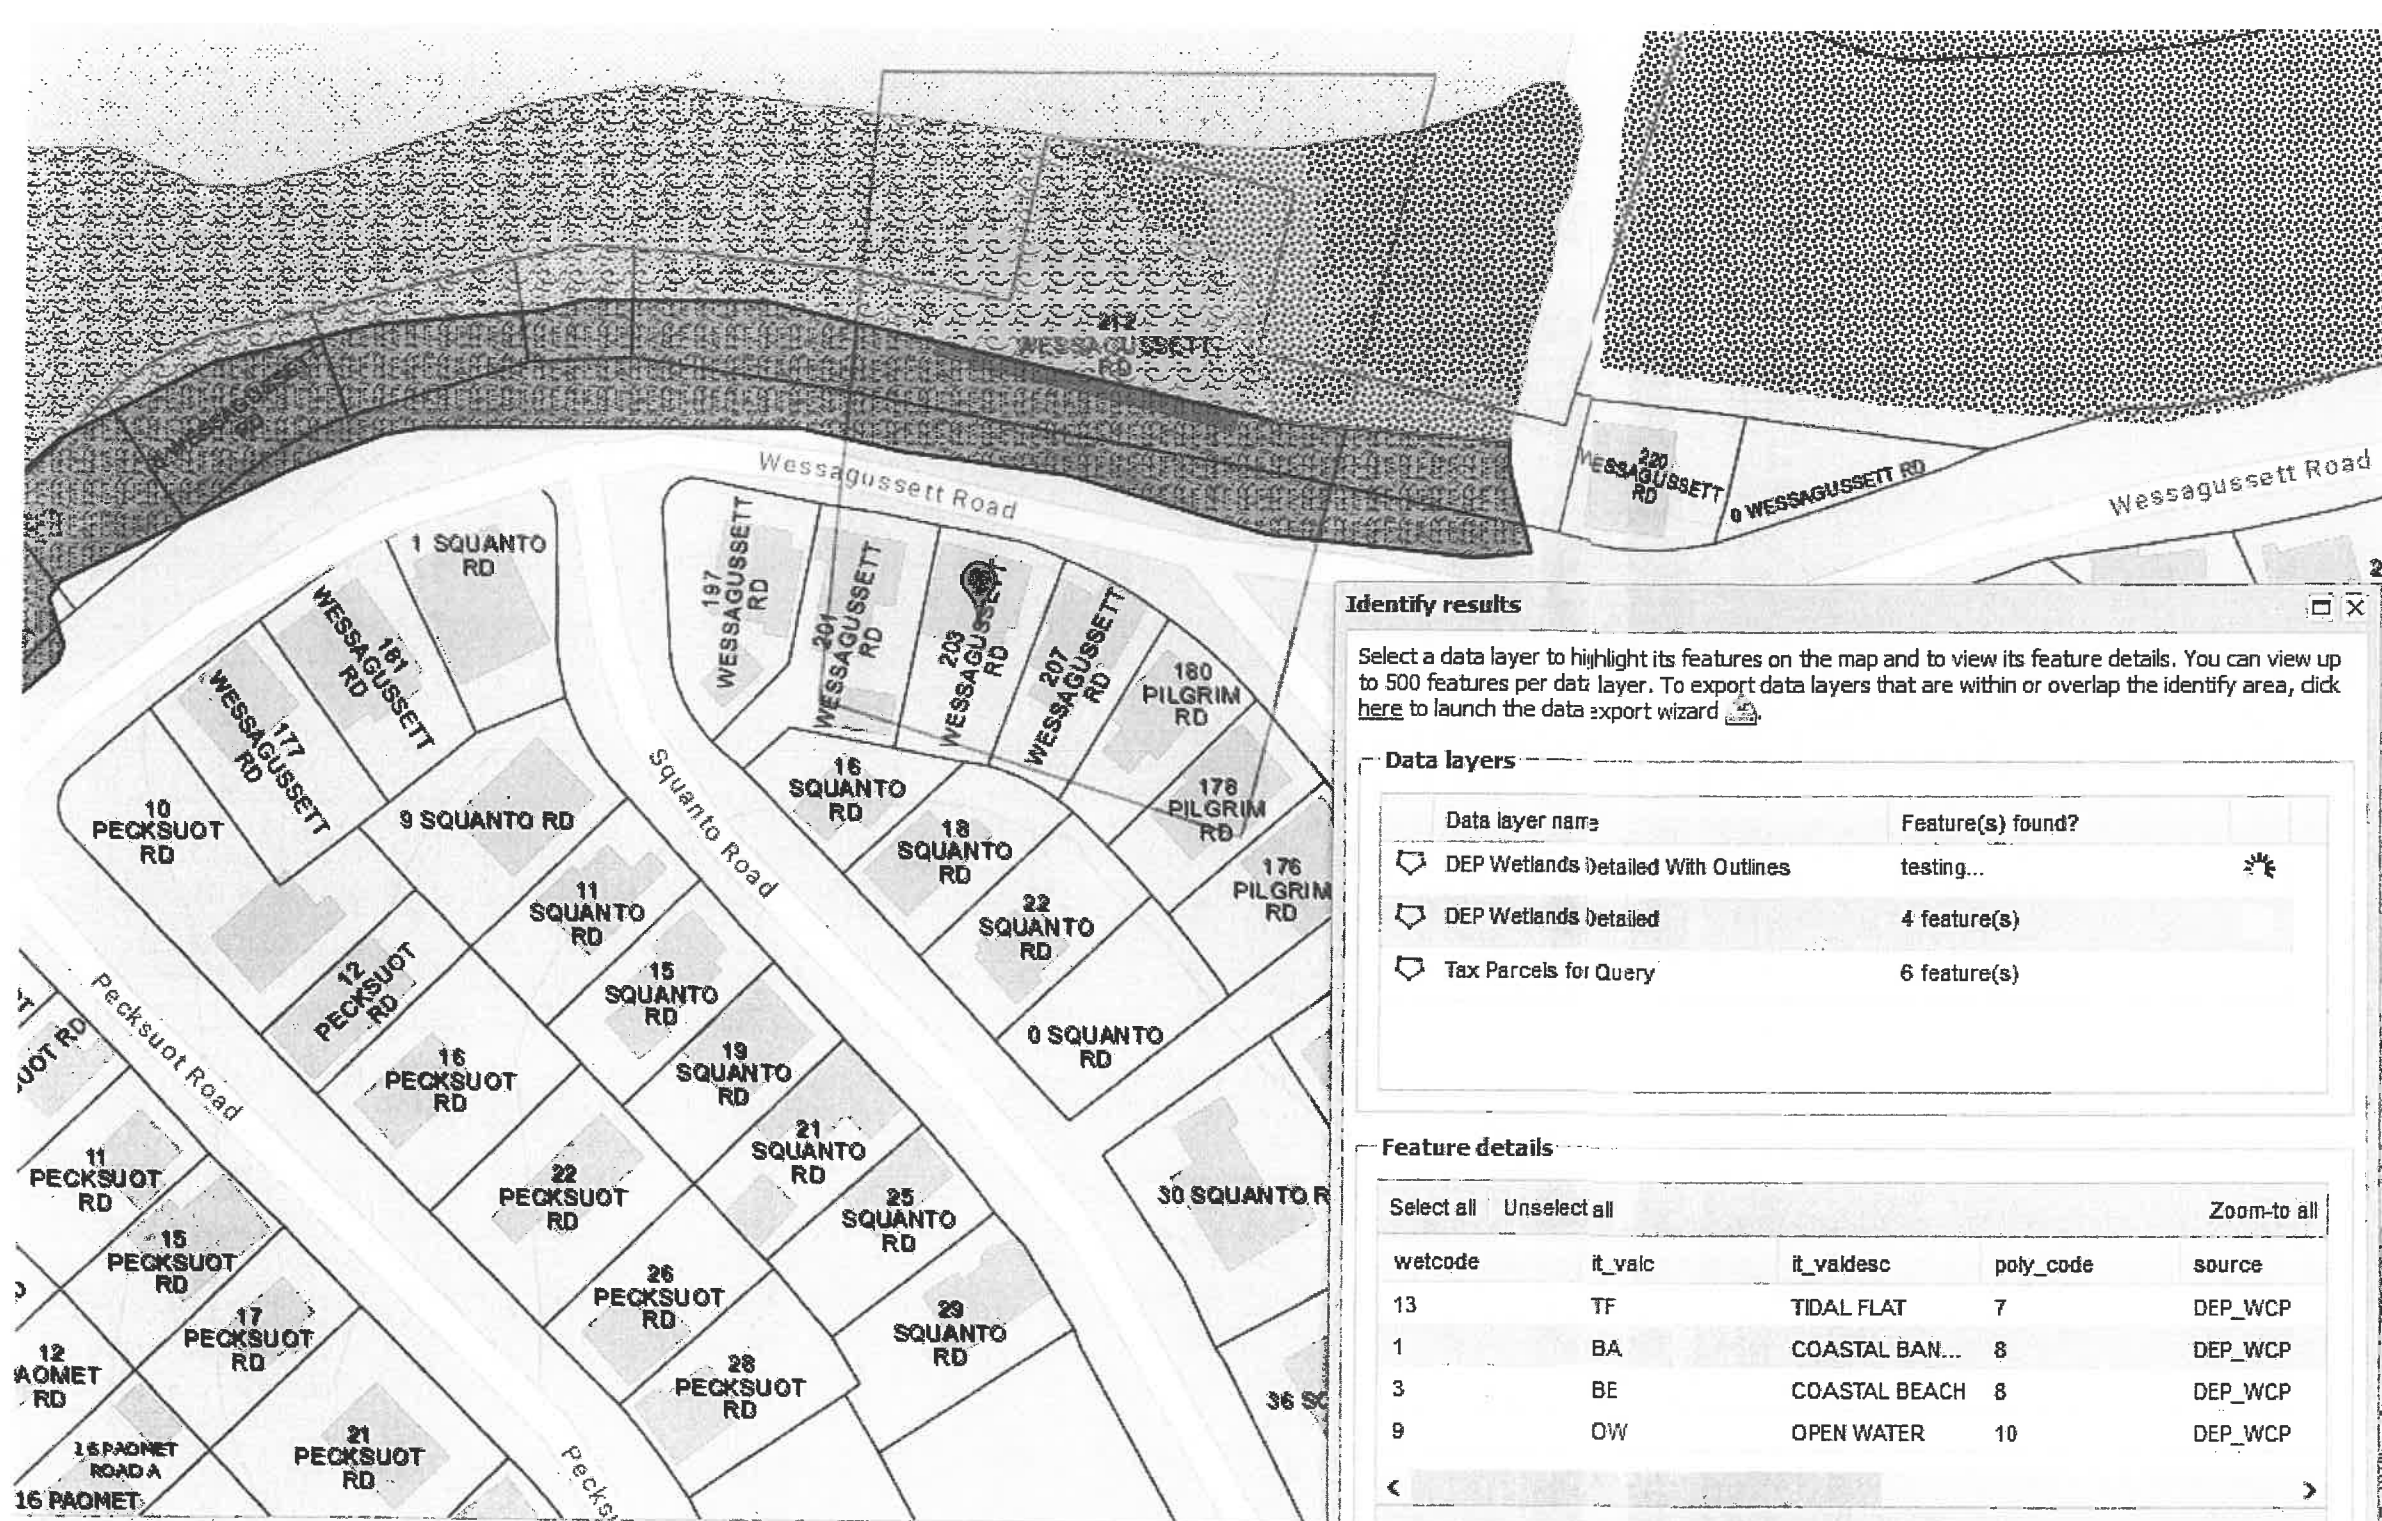 212
WESSAGUSSETT
RD
WESSAGUSSETT
RD
Wessagussett Road
220
WESSAGUSSETT
RD
0 WESSAGUSSETT RD
Wessagussett Road
1 SQUANTO
RD
181
WESSAGUSSETT
RD
177
WESSAGUSSETT
RD
197
WESSAGUSSETT
RD
201
WESSAGUSSETT
RD
203
WESSAGUSSETT
RD
207
WESSAGUSSETT
RD
180
PILGRIM
RD
178
PILGRIM
RD
176
PILGRIM
RD
10
PECKSUOT
RD
9 SQUANTO RD
Squanto Road
16
SQUANTO
RD
18
SQUANTO
RD
22
SQUANTO
RD
0 SQUANTO
RD
11
SQUANTO
RD
12
PECKSUOT
RD
15
SQUANTO
RD
19
SQUANTO
RD
21
SQUANTO
RD
25
SQUANTO
RD
29
SQUANTO
RD
30 SQUANTO R
36 SQ
Pecksuot Road
UOT RD
16
PECKSUOT
RD
22
PECKSUOT
RD
26
PECKSUOT
RD
28
PECKSUOT
RD
11
PECKSUOT
RD
15
PECKSUOT
RD
17
PECKSUOT
RD
21
PECKSUOT
RD
12
AOMET
RD
16 PAOMET
ROAD A
16 PAOMET
Pecksu
2
Identify results
Select a data layer to highlight its features on the map and to view its feature details. You can view up
to 500 features per data layer. To export data layers that are within or overlap the identify area, click
here to launch the data export wizard .
Data layers
Data layer name Feature(s) found?
DEP Wetlands Detailed With Outlines testing...
DEP Wetlands Detailed 4 feature(s)
Tax Parcels for Query 6 feature(s)
Feature details
Select all Unselect all Zoom-to all
wetcode it_valc it_valdesc poly_code source
13 TF TIDAL FLAT 7 DEP_WCP
1 BA COASTAL BAN... 8 DEP_WCP
3 BE COASTAL BEACH 8 DEP_WCP
9 OW OPEN WATER 10 DEP_WCP